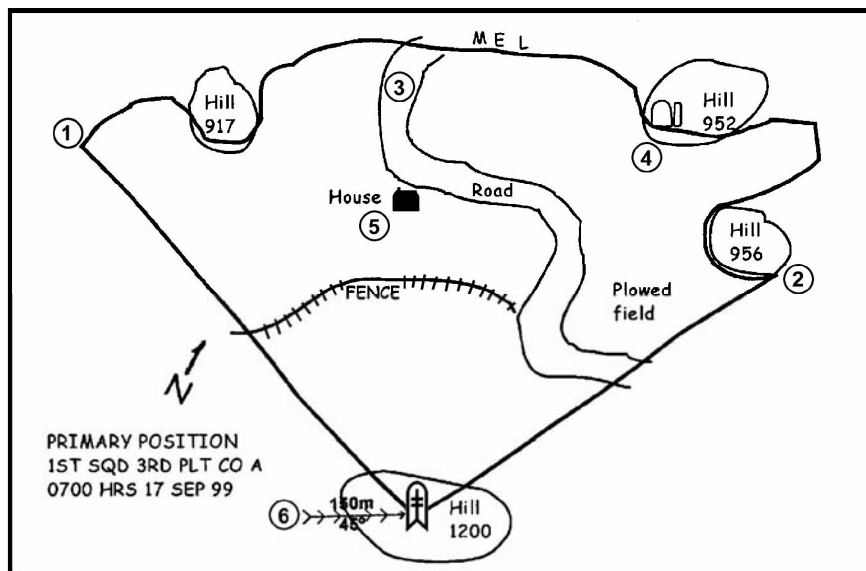 M E L
3
Hill
917
Hill
952
1
4
Road
House
5
Hill
956
2
FENCE
Plowed
field
N
PRIMARY POSITION
1ST SQD 3RD PLT CO A
0700 HRS 17 SEP 99
6
150m
45°
Hill
1200